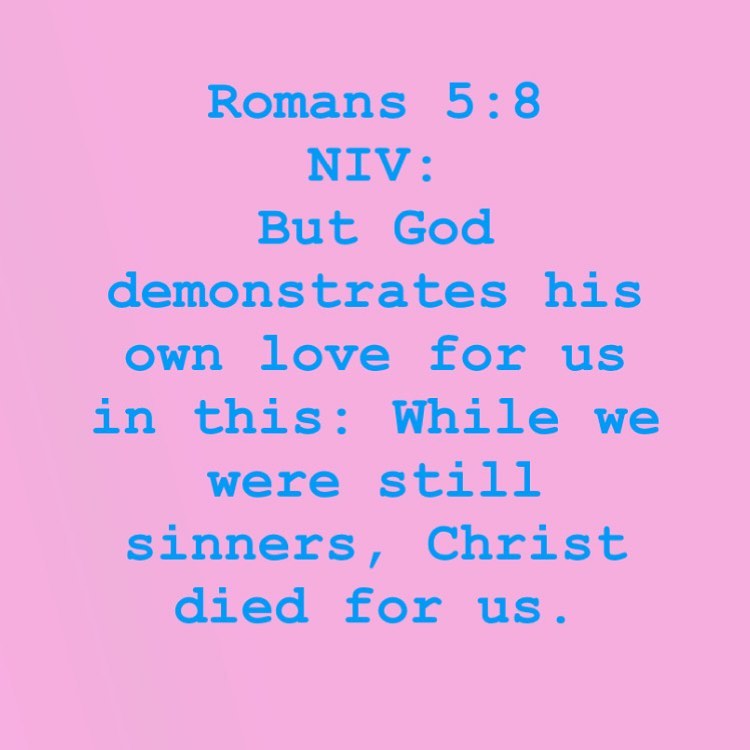 Romans 5:8
NIV:
But God
demonstrates his
own love for us
in this: While we
were still
sinners, Christ
died for us.